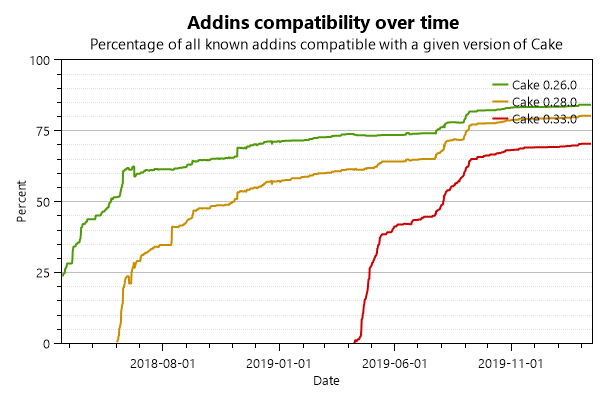 Addins compatibility over time
Percentage of all known addins compatible with a given version of Cake
100
75
50
25
0
Percent
Cake 0.26.0
Cake 0.28.0
Cake 0.33.0
2018-08-01
2019-01-01
2019-06-01
2019-11-01
Date